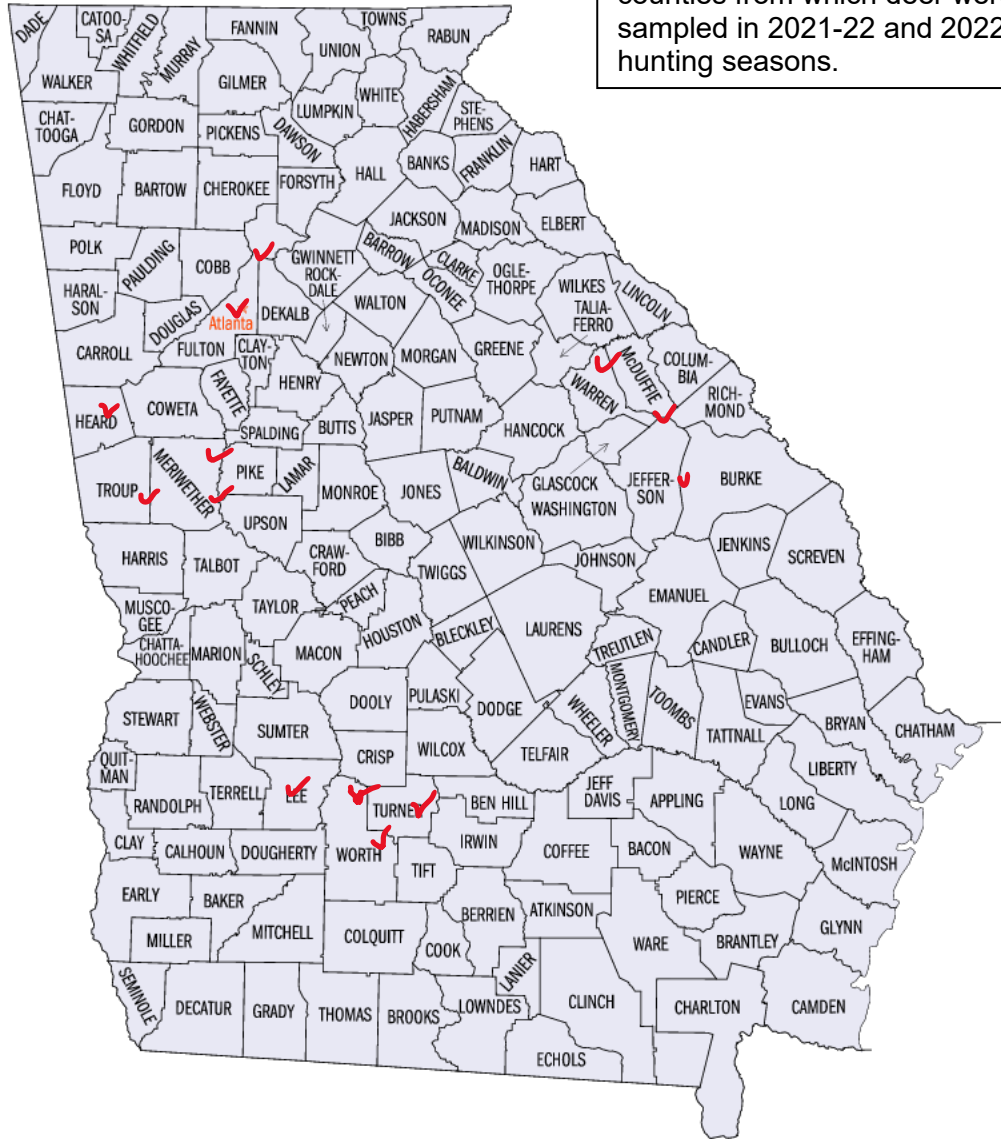 counties from which deer wer
sampled in 2021-22 and 2022
hunting seasons.
DADE
CATOO-
SA
WHITFIELD
MURRAY
FANNIN
UNION
TOWNS
RABUN
WALKER
GILMER
LUMPKIN
WHITE
HABERSHAM
STE-
PHENS
CHAT-
TOOGA
GORDON
PICKENS
DAWSON
BANKS
FRANKLIN
HART
FLOYD
BARTOW
CHEROKEE
FORSYTH
HALL
JACKSON
MADISON
ELBERT
POLK
PAULDING
COBB
GWINNETT
BARROW
CLARKE
OCONEE
OGLE-
THORPE
WILKES
LINCOLN
HARAL-
SON
DOUGLAS
Atlanta
DEKALB
ROCK-
DALE
WALTON
TALIA-
FERRO
CARROLL
FULTON
CLAY-
TON
HENRY
NEWTON
MORGAN
GREENE
McDUFFIE
COLUM-
BIA
HEARD
COWETA
FAYETTE
SPALDING
BUTTS
JASPER
PUTNAM
HANCOCK
WARREN
RICH-
MOND
TROUP
MERIWETHER
PIKE
LAMAR
MONROE
JONES
BALDWIN
GLASCOCK
WASHINGTON
JEFFER-
SON
BURKE
UPSON
HARRIS
TALBOT
CRAW-
FORD
BIBB
TWIGGS
WILKINSON
JOHNSON
JENKINS
SCREVEN
MUSCO-
GEE
TAYLOR
PEACH
HOUSTON
BLECKLEY
LAURENS
EMANUEL
CHATTA-
HOOCHEE
MARION
SCHLEY
MACON
TREUTLEN
CANDLER
BULLOCH
EFFING-
HAM
STEWART
WEBSTER
SUMTER
DOOLY
PULASKI
DODGE
WHEELER
MONTGOMERY
TOOMBS
EVANS
TATTNALL
BRYAN
CHATHAM
QUIT-
MAN
CRISP
WILCOX
TELFAIR
LIBERTY
RANDOLPH
TERRELL
LEE
TURNER
BEN HILL
JEFF
DAVIS
APPLING
LONG
CLAY
CALHOUN
DOUGHERTY
WORTH
TIFT
IRWIN
COFFEE
BACON
WAYNE
McINTOSH
EARLY
BAKER
MITCHELL
COLQUITT
COOK
BERRIEN
ATKINSON
PIERCE
WARE
BRANTLEY
GLYNN
MILLER
SEMINOLE
DECATUR
GRADY
THOMAS
BROOKS
LOWNDES
LANIER
CLINCH
CHARLTON
CAMDEN
ECHOLS